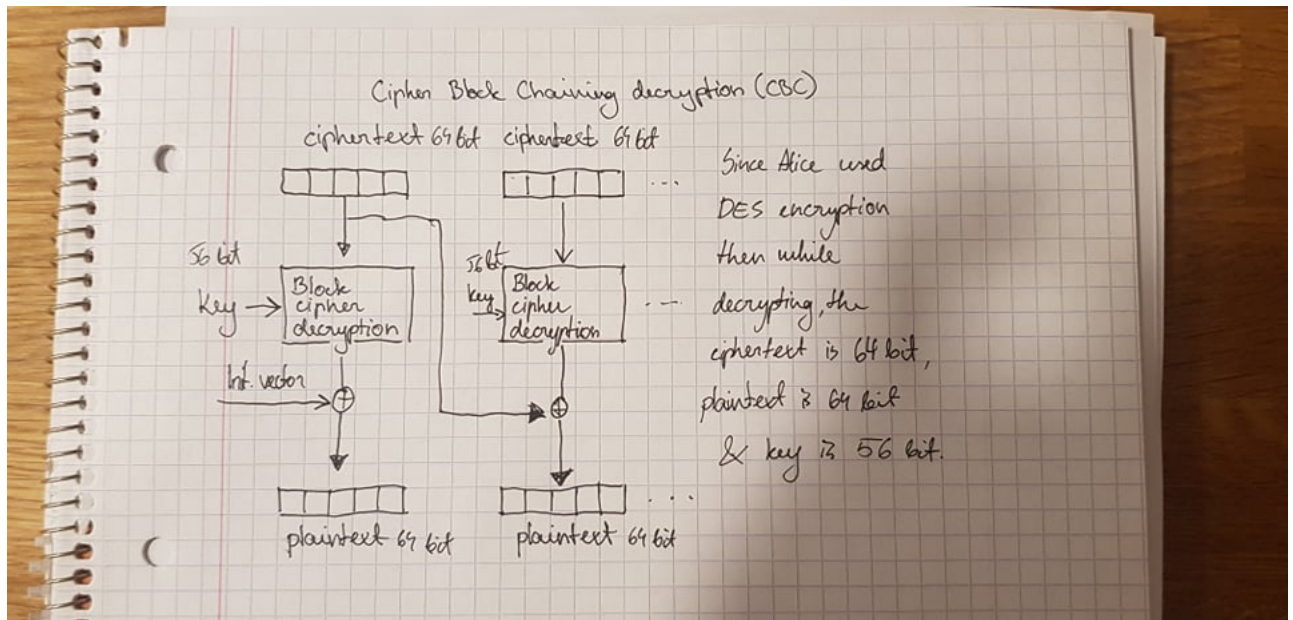 Cipher Block Chaining decryption (CBC)
ciphertext 64 bit ciphertext 64 bit
56 bit
Key
Block
cipher
decryption
56 bit
key
Block
cipher
decryption
Int. vector
plaintext 64 bit
plaintext 64 bit
Since Alice used
DES encryption
then while
decrypting, the
ciphertext is 64 bit,
plaintext is 64 bit
& key is 56 bit.